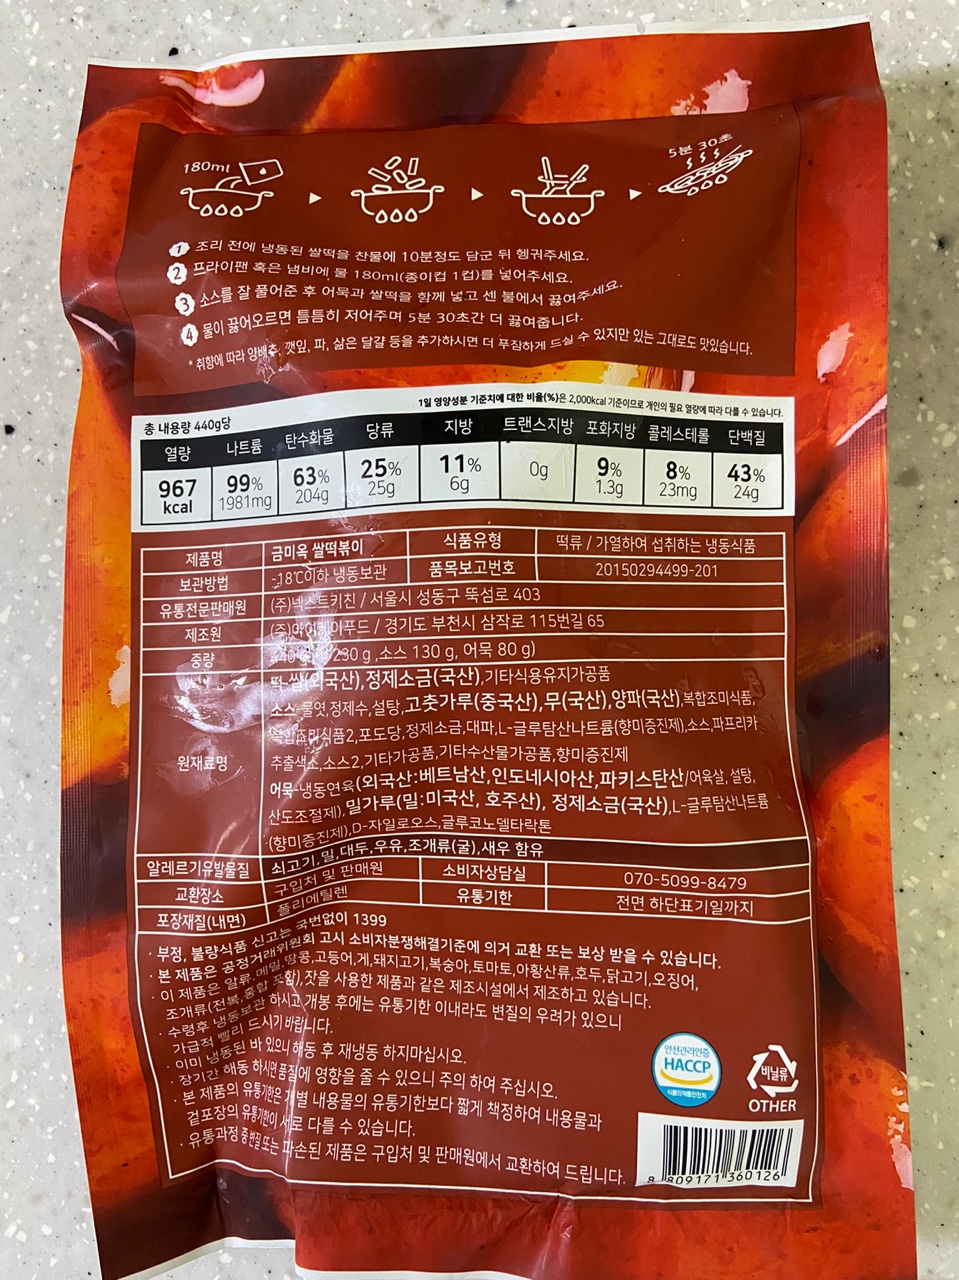 180ml
5분 30초
1 조리 전에 냉동된 쌀떡을 찬물에 10분정도 담군 뒤 헹궈주세요.
2 프라이팬 혹은 냄비에 물 180ml(종이컵 1컵)를 넣어주세요.
3 소스를 잘 풀어준 후 어묵과 쌀떡을 함께 넣고 센 불에서 끓여주세요.
4 물이 끓어오르면 틈틈히 저어주며 5분 30초간 더 끓여줍니다.
* 취향에 따라 양배추, 깻잎, 파, 삶은 달걀 등을 추가하시면 더 푸짐하게 드실 수 있지만 있는 그대로도 맛있습니다.
1일 영양성분 기준치에 대한 비율(%)은 2,000kcal 기준이므로 개인의 필요 열량에 따라 다를 수 있습니다.
총 내용량 440g당
열량 나트륨 탄수화물 당류 지방 트랜스지방 포화지방 콜레스테롤 단백질
967 kcal 99% 1981mg 63% 204g 25% 25g 11% 6g 0g 9% 1.3g 8% 23mg 43% 24g
제품명 금미옥 쌀떡볶이 식품유형 떡류 / 가열하여 섭취하는 냉동식품
보관방법 -18℃이하 냉동보관 품목보고번호 20150294499-201
유통전문판매원 (주)넥스트키친 / 서울시 성동구 뚝섬로 403
제조원 (주)아이케이푸드 / 경기도 부천시 삼작로 115번길 65
중량 230 g ,소스 130 g, 어묵 80 g)
원재료명 떡-쌀(외국산),정제소금(국산),기타식용유지가공품
소스-물엿,정제수,설탕,고춧가루(중국산),무(국산),양파(국산),복합조미식품,
복합조미식품2,포도당,정제소금,대파,L-글루탐산나트륨(향미증진제),소스,파프리카
추출색소,소스2,기타가공품,기타수산물가공품,향미증진제
어묵-냉동연육(외국산:베트남산,인도네시아산,파키스탄산/어육살, 설탕,
산도조절제),밀가루(밀:미국산, 호주산), 정제소금(국산),L-글루탐산나트륨
(향미증진제),D-자일로오스,글루코노델타락톤
알레르기유발물질 쇠고기,밀,대두,우유,조개류(굴),새우 함유
교환장소 구입처 및 판매원 소비자상담실 070-5099-8479
포장재질(내면) 폴리에틸렌 유통기한 전면 하단표기일까지
· 부정, 불량식품 신고는 국번없이 1399
· 본 제품은 공정거래위원회 고시 소비자분쟁해결기준에 의거 교환 또는 보상 받을 수 있습니다.
· 이 제품은 알류,메밀,땅콩,고등어,게,돼지고기,복숭아,토마토,아황산류,호두,닭고기,오징어,
조개류(전복,홍합 포함),잣을 사용한 제품과 같은 제조시설에서 제조하고 있습니다.
· 수령후 냉동보관 하시고 개봉 후에는 유통기한 이내라도 변질의 우려가 있으니
가급적 빨리 드시기 바랍니다.
· 이미 냉동된 바 있으니 해동 후 재냉동 하지마십시오.
· 장기간 해동 하시면 품질에 영향을 줄 수 있으니 주의 하여 주십시오.
· 본 제품의 유통기한은 개별 내용물의 유통기한보다 짧게 책정하여 내용물과
겉포장의 유통기한이 서로 다를 수 있습니다.
· 유통과정 중 변질 또는 파손된 제품은 구입처 및 판매원에서 교환하여 드립니다.
안전관리인증
HACCP
식품의약품안전처
비닐류
OTHER
8 809171 360126